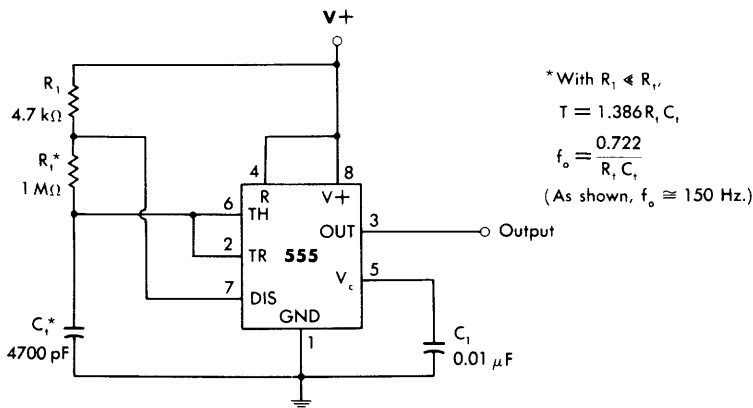 V+
R₁
4.7 kΩ
Rₜ*
1 MΩ
4
8
R
V+
6
TH
2
TR
555
7
DIS
OUT
3
Output
V꜀
5
GND
1
Cₜ*
4700 pF
C₁
0.01 μF
*With R₁ ≪ Rₜ,
T = 1.386 Rₜ Cₜ
fₒ = 0.722 / Rₜ Cₜ
(As shown, fₒ ≅ 150 Hz.)